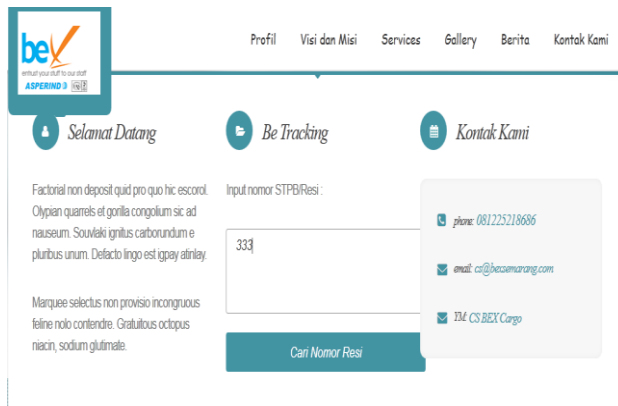 Profil Visi dan Misi Services Gallery Berita Kontak Kami
bex
entrust your stuff to our staff
ASPERINDO
Selamat Datang
Factorial non deposit quid pro quo hic escorol.
Olypian quarrels et gorilla congolium sic ad
nauseum. Souvlaki ignitus carborundum e
pluribus unum. Defacto lingo est igpay atinlay.
Marquee selectus non provisio incongruous
feline nolo contendre. Gratuitous octopus
niacin, sodium glutimate.
Be Tracking
Input nomor STPB/Resi :
333
Cari Nomor Resi
Kontak Kami
phone: 081225218686
email: cs@bexsemarang.com
YM: CS BEX Cargo